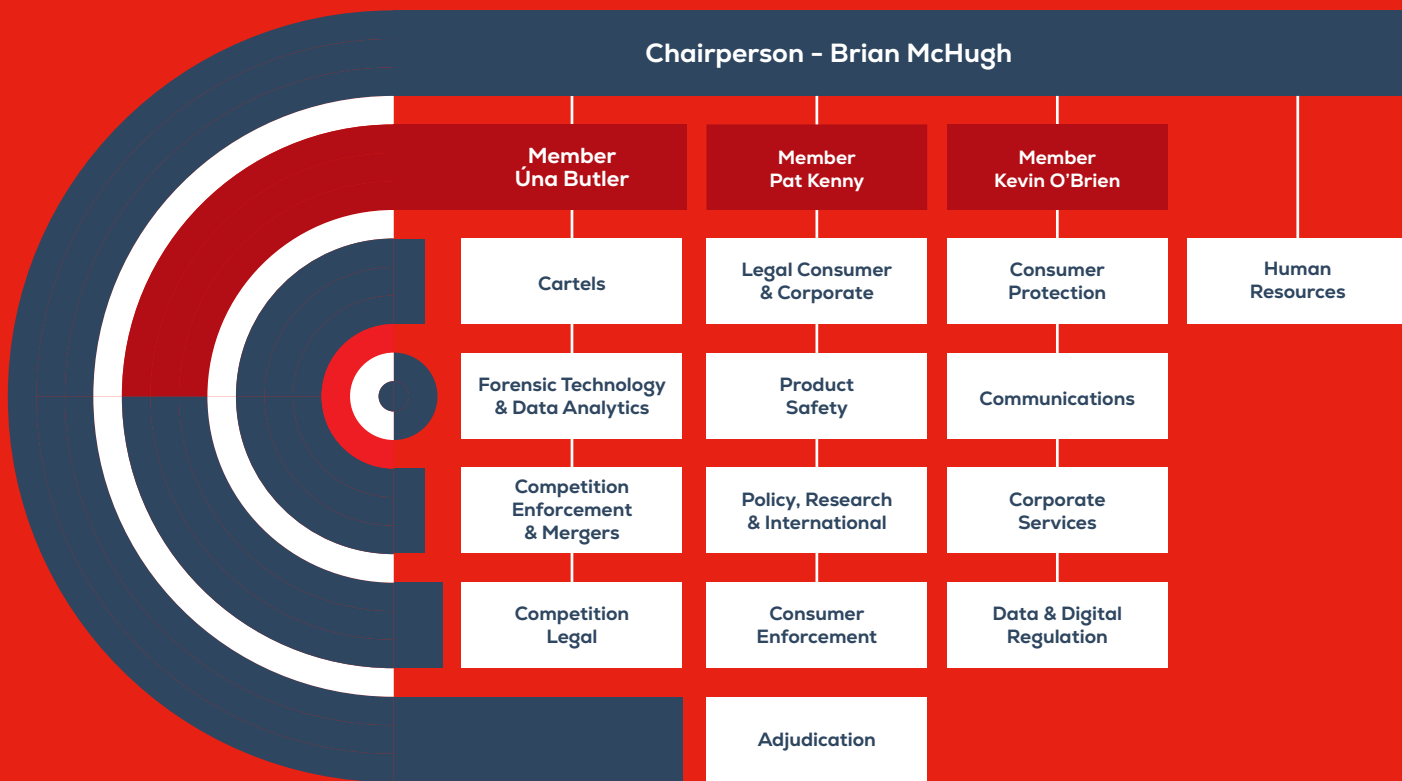 Chairperson - Brian McHugh
Member
Úna Butler
Member
Pat Kenny
Member
Kevin O’Brien
Cartels
Legal Consumer
& Corporate
Consumer
Protection
Human
Resources
Forensic Technology
& Data Analytics
Product
Safety
Communications
Competition
Enforcement
& Mergers
Policy, Research
& International
Corporate
Services
Competition
Legal
Consumer
Enforcement
Data & Digital
Regulation
Adjudication